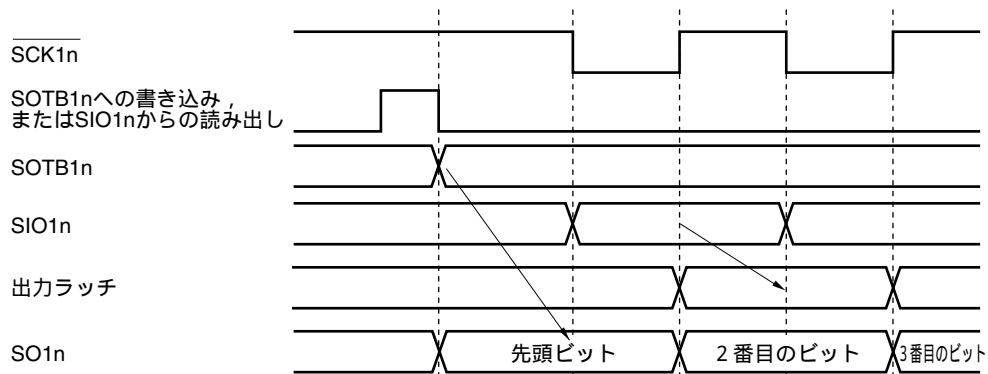 SCK1n
SOTB1nへの書き込み，
またはSIO1nからの読み出し
SOTB1n
SIO1n
出力ラッチ
SO1n
先頭ビット
２番目のビット
3番目のビット